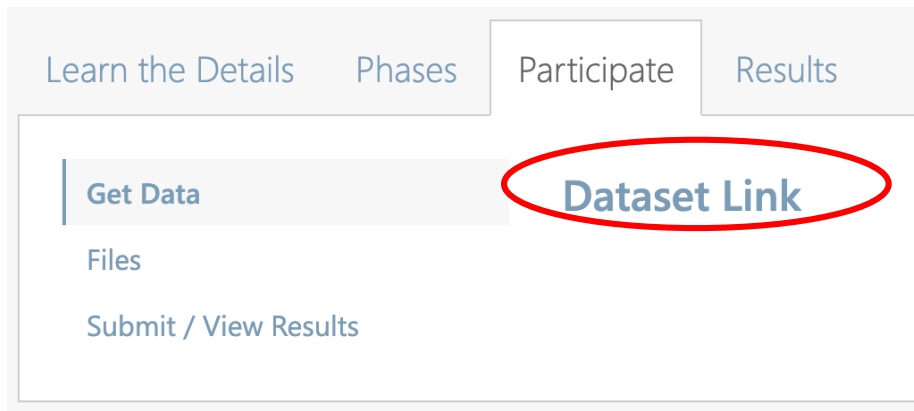 Learn the Details Phases Participate Results
Get Data Dataset Link
Files
Submit / View Results